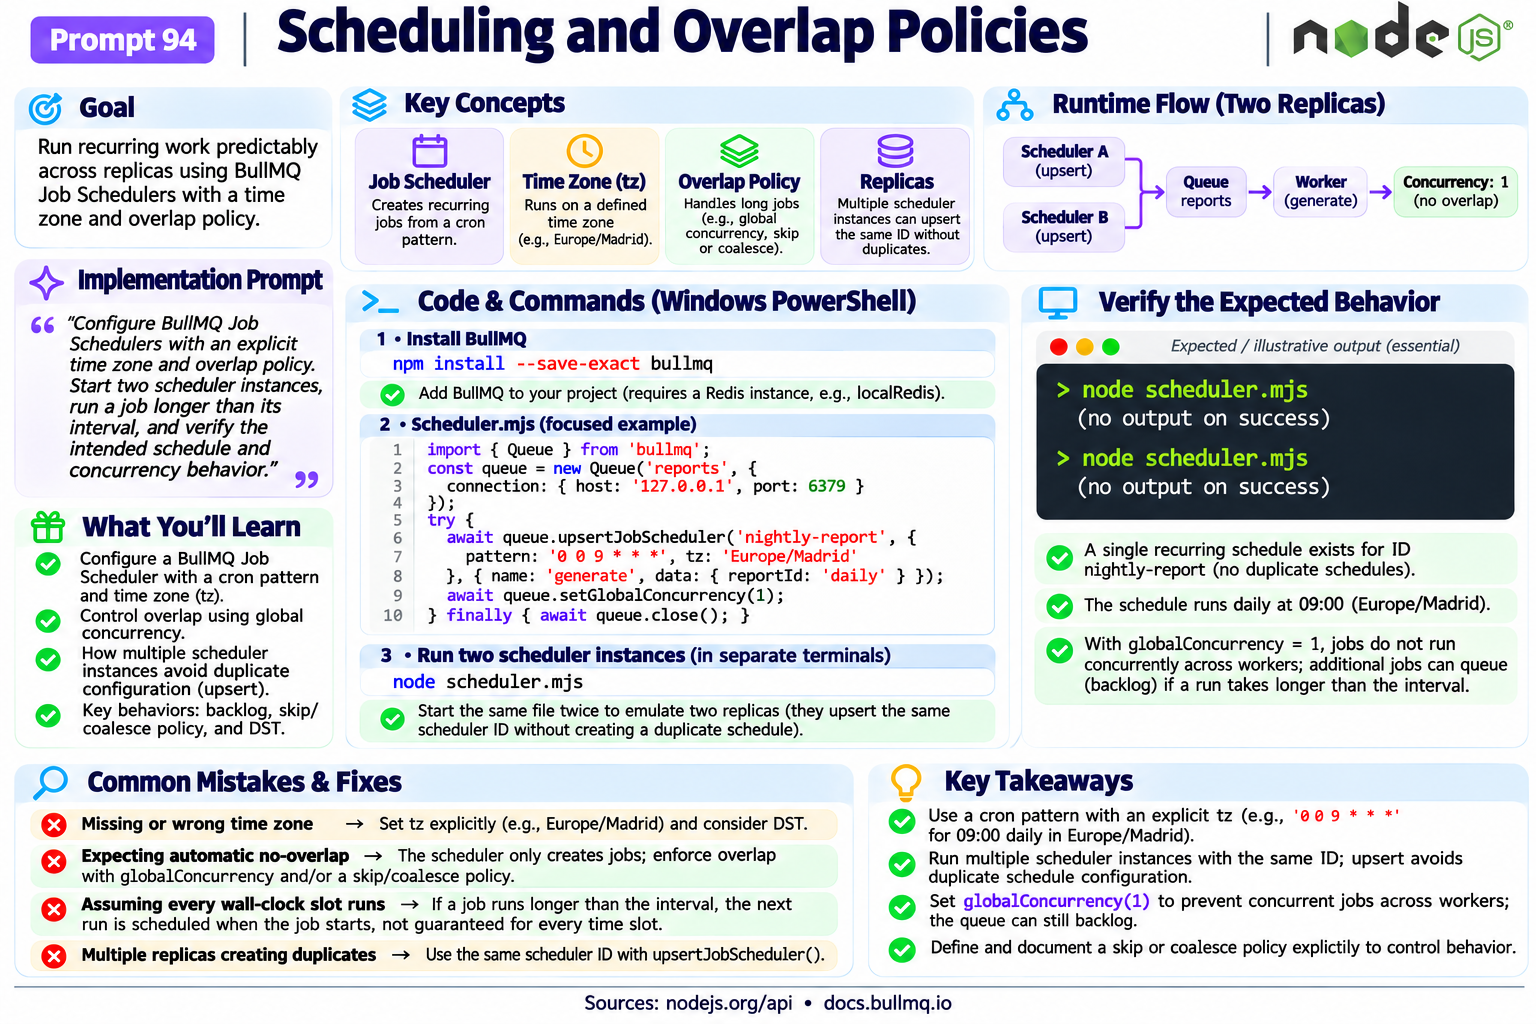 Prompt 94
Scheduling and Overlap Policies
node
JS
®
Goal
Run recurring work predictably
across replicas using BullMQ
Job Schedulers with a time
zone and overlap policy.
Key Concepts
Job Scheduler
Creates recurring
jobs from a cron
pattern.
Time Zone (tz)
Runs on a defined
time zone
(e.g., Europe/Madrid).
Overlap Policy
Handles long jobs
(e.g., global
concurrency, skip
or coalesce).
Replicas
Multiple scheduler
instances can upsert
the same ID without
duplicates.
Runtime Flow (Two Replicas)
Scheduler A
(upsert)
Scheduler B
(upsert)
Queue
reports
Worker
(generate)
Concurrency: 1
(no overlap)
Implementation Prompt
“ “Configure BullMQ Job
Schedulers with an explicit
time zone and overlap policy.
Start two scheduler instances,
run a job longer than its
interval, and verify the
intended schedule and
concurrency behavior.” ”
What You’ll Learn
Configure a BullMQ Job
Scheduler with a cron pattern
and time zone (tz).
Control overlap using global
concurrency.
How multiple scheduler
instances avoid duplicate
configuration (upsert).
Key behaviors: backlog, skip/
coalesce policy, and DST.
>_ Code & Commands (Windows PowerShell)
1 • Install BullMQ
npm install --save-exact bullmq
Add BullMQ to your project (requires a Redis instance, e.g., localRedis).
2 • Scheduler.mjs (focused example)
1 import { Queue } from 'bullmq';
2 const queue = new Queue('reports', {
3 connection: { host: '127.0.0.1', port: 6379 }
4 });
5 try {
6 await queue.upsertJobScheduler('nightly-report', {
7 pattern: '0 0 9 * * *', tz: 'Europe/Madrid'
8 }, { name: 'generate', data: { reportId: 'daily' } });
9 await queue.setGlobalConcurrency(1);
10 } finally { await queue.close(); }
3 • Run two scheduler instances (in separate terminals)
node scheduler.mjs
Start the same file twice to emulate two replicas (they upsert the same
scheduler ID without creating a duplicate schedule).
Verify the Expected Behavior
Expected / illustrative output (essential)
> node scheduler.mjs
(no output on success)
> node scheduler.mjs
(no output on success)
A single recurring schedule exists for ID
nightly-report (no duplicate schedules).
The schedule runs daily at 09:00 (Europe/Madrid).
With globalConcurrency = 1, jobs do not run
concurrently across workers; additional jobs can queue
(backlog) if a run takes longer than the interval.
Common Mistakes & Fixes
Missing or wrong time zone → Set tz explicitly (e.g., Europe/Madrid) and consider DST.
Expecting automatic no-overlap → The scheduler only creates jobs; enforce overlap
with globalConcurrency and/or a skip/coalesce policy.
Assuming every wall-clock slot runs → If a job runs longer than the interval, the next
run is scheduled when the job starts, not guaranteed for every time slot.
Multiple replicas creating duplicates → Use the same scheduler ID with upsertJobScheduler().
Key Takeaways
Use a cron pattern with an explicit tz (e.g., '0 0 9 * * *'
for 09:00 daily in Europe/Madrid).
Run multiple scheduler instances with the same ID; upsert avoids
duplicate schedule configuration.
Set globalConcurrency(1) to prevent concurrent jobs across workers;
the queue can still backlog.
Define and document a skip or coalesce policy explictily to control behavior.
Sources: nodejs.org/api • docs.bullmq.io